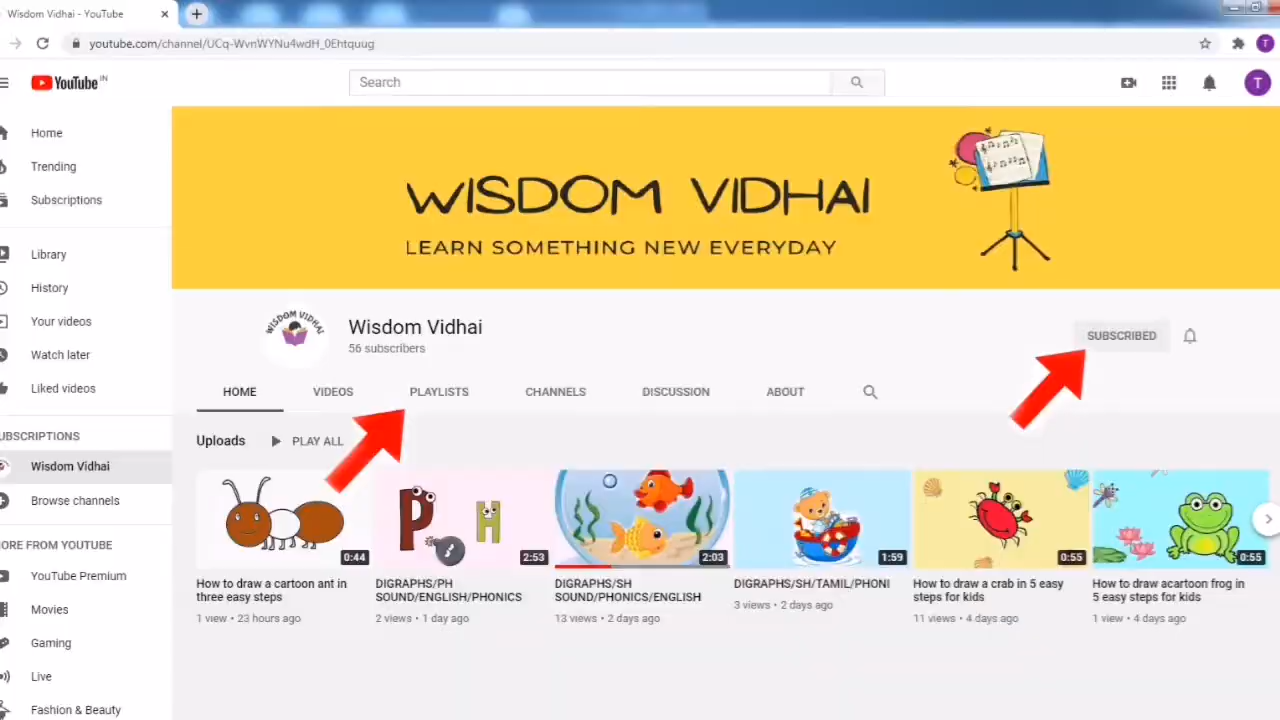 Wisdom Vidhai - YouTube
youtube.com/channel/UCq-WvnWYNu4wdH_0Ehtquug
YouTube IN
Search
T
T
Home
Trending
Subscriptions
Library
History
Your videos
Watch later
Liked videos
UBSCRIPTIONS
Wisdom Vidhai
Browse channels
ORE FROM YOUTUBE
YouTube Premium
Movies
Gaming
Live
Fashion & Beauty
WISDOM VIDHAI
LEARN SOMETHING NEW EVERYDAY
WISDOM VIDHAI
Wisdom Vidhai
56 subscribers
SUBSCRIBED
HOME VIDEOS PLAYLISTS CHANNELS DISCUSSION ABOUT
Uploads PLAY ALL
P H
0:44
2:53
2:03
1:59
0:55
0:55
How to draw a cartoon ant in
three easy steps
1 view • 23 hours ago
DIGRAPHS/PH
SOUND/ENGLISH/PHONICS
2 views • 1 day ago
DIGRAPHS/SH
SOUND/PHONICS/ENGLISH
13 views • 2 days ago
DIGRAPHS/SH/TAMIL/PHONI
3 views • 2 days ago
How to draw a crab in 5 easy
steps for kids
11 views • 4 days ago
How to draw acartoon frog in
5 easy steps for kids
1 view • 4 days ago